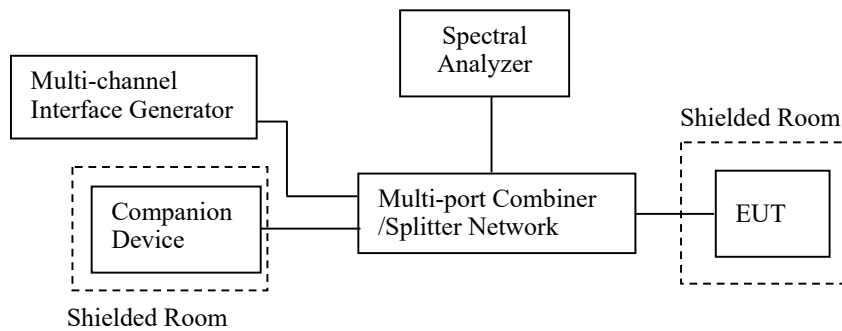 Spectral
Analyzer
Multi-channel
Interface Generator
Shielded Room
Companion
Device
Multi-port Combiner
/Splitter Network
EUT
Shielded Room